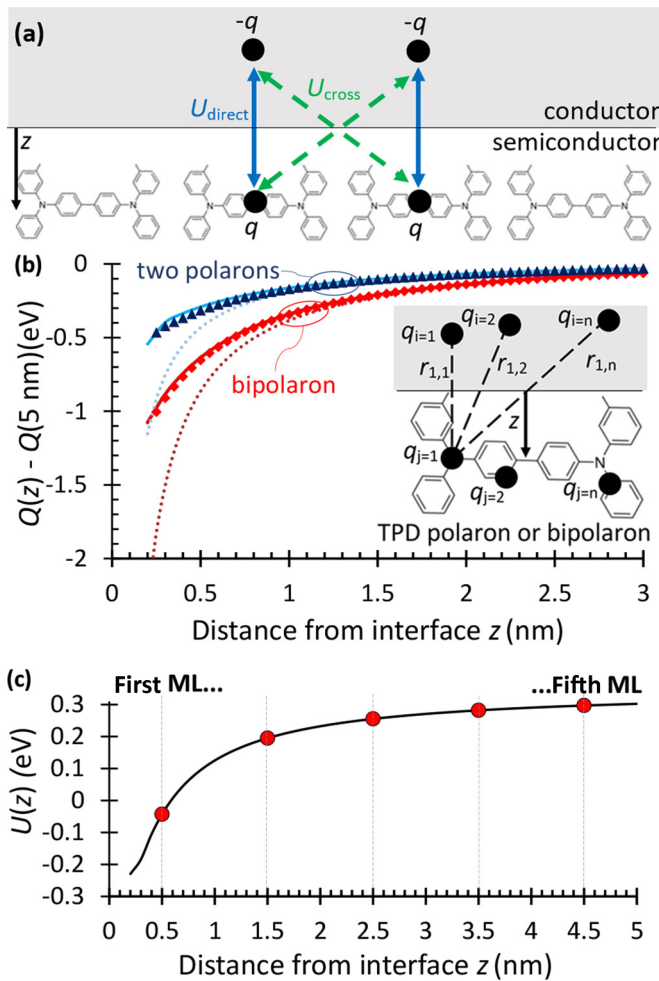 (a)
-q -q
U_cross
U_direct
conductor
z
semiconductor
N N N N N N N N
q q
(b)
0
-0.5
-1
-1.5
-2
Q(z) - Q(5 nm)(eV)
two polarons
bipolaron
q_i=1 q_i=2 q_i=n
r_1,1 r_1,2 r_1,n
z
q_j=1
N
q_j=2 q_j=n
TPD polaron or bipolaron
0 0.5 1 1.5 2 2.5 3
Distance from interface z (nm)
(c)
First ML... ...Fifth ML
0.3
0.2
0.1
0
-0.1
-0.2
-0.3
U(z) (eV)
0 0.5 1 1.5 2 2.5 3 3.5 4 4.5 5
Distance from interface z (nm)